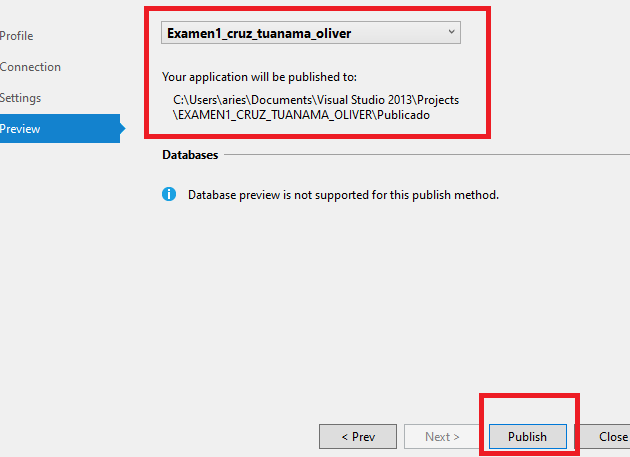 Profile
Connection
Settings
Preview
Examen1_cruz_tuanama_oliver
Your application will be published to:
C:\Users\aries\Documents\Visual Studio 2013\Projects
\EXAMEN1_CRUZ_TUANAMA_OLIVER\Publicado
Databases
Database preview is not supported for this publish method.
< Prev
Next >
Publish
Close